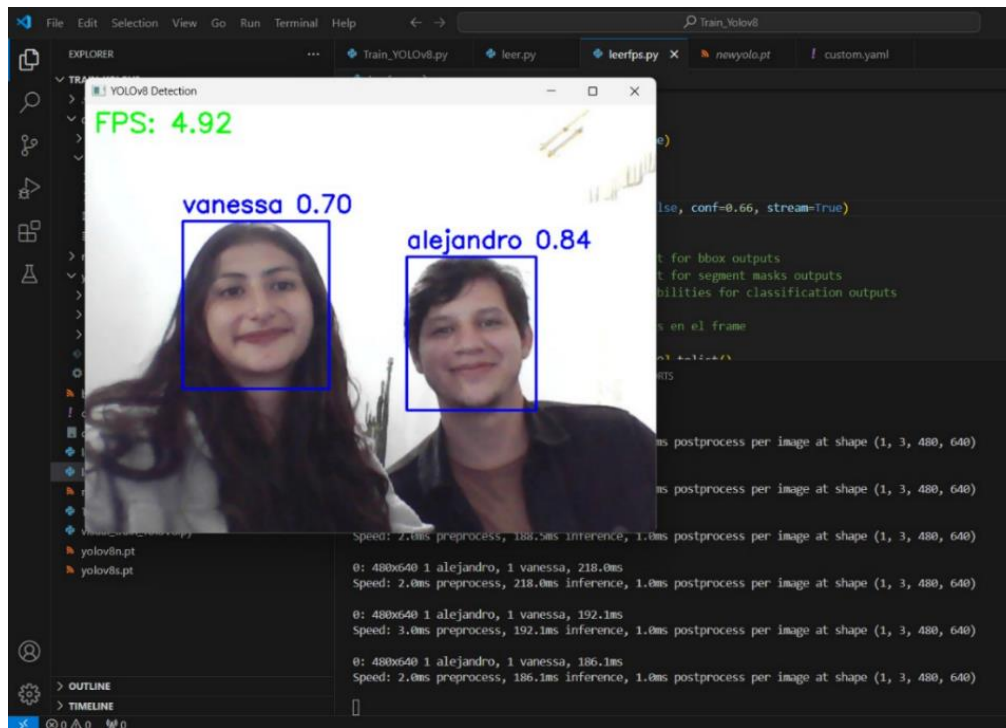 File Edit Selection View Go Run Terminal Help
Train_Yolov8
EXPLORER
Train_YOLOv8.py
leer.py
leerfps.py
newyolo.pt
custom.yaml
YOLOv8 Detection
FPS: 4.92
vanessa 0.70
alejandro 0.84
conf=0.66, stream=True)
for bbox outputs
for segment masks outputs
for classification outputs
en el frame
yolov8n.pt
yolov8s.pt
ms postprocess per image at shape (1, 3, 480, 640)
ms postprocess per image at shape (1, 3, 480, 640)
Speed: 2.0ms preprocess, 188.5ms inference, 1.0ms postprocess per image at shape (1, 3, 480, 640)
0: 480x640 1 alejandro, 1 vanessa, 218.0ms
Speed: 2.0ms preprocess, 218.0ms inference, 1.0ms postprocess per image at shape (1, 3, 480, 640)
0: 480x640 1 alejandro, 1 vanessa, 192.1ms
Speed: 3.0ms preprocess, 192.1ms inference, 1.0ms postprocess per image at shape (1, 3, 480, 640)
0: 480x640 1 alejandro, 1 vanessa, 186.1ms
Speed: 2.0ms preprocess, 186.1ms inference, 1.0ms postprocess per image at shape (1, 3, 480, 640)
OUTLINE
TIMELINE
0 0 0